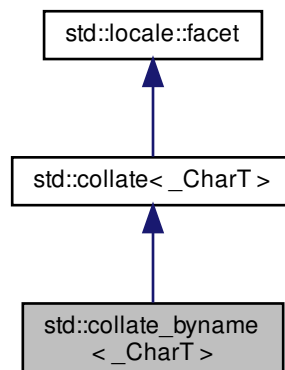 std::locale::facet
std::collate< _CharT >
std::collate_byname
< _CharT >